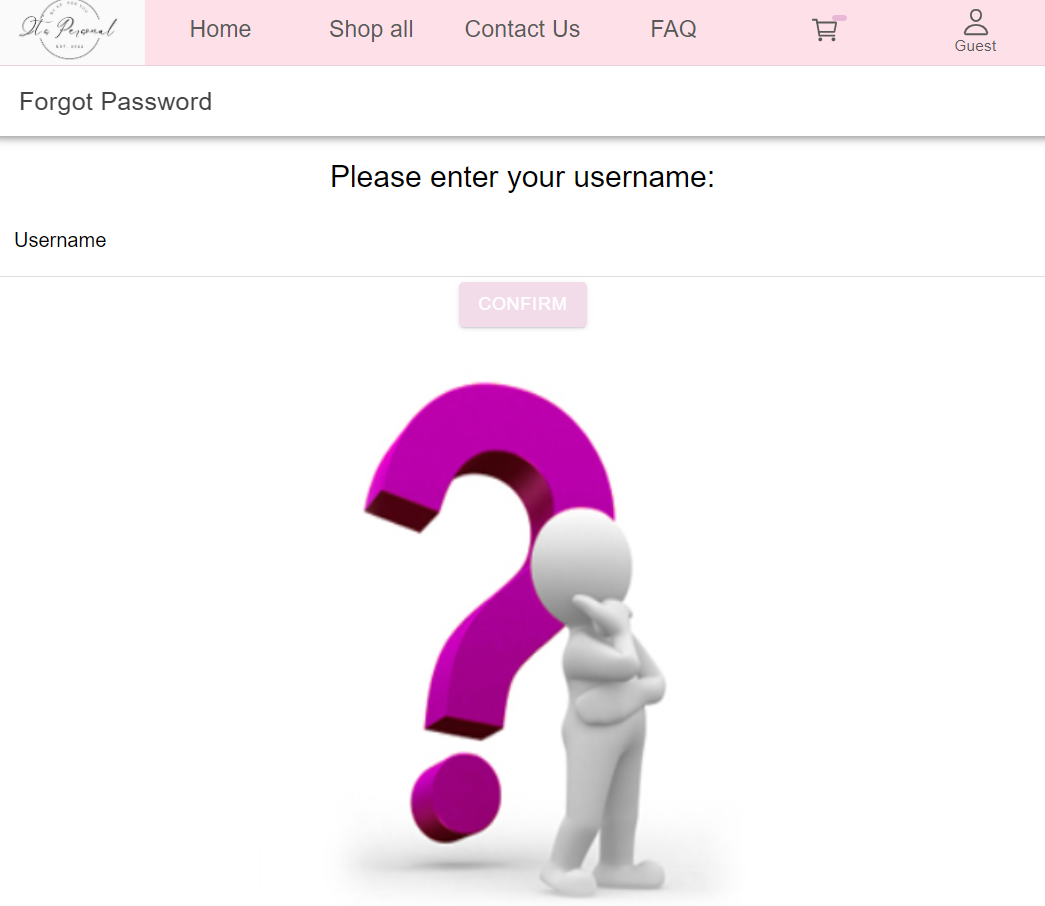 It's Personal
EST. 2022
Home
Shop all
Contact Us
FAQ
Guest
Forgot Password
Please enter your username:
Username
CONFIRM